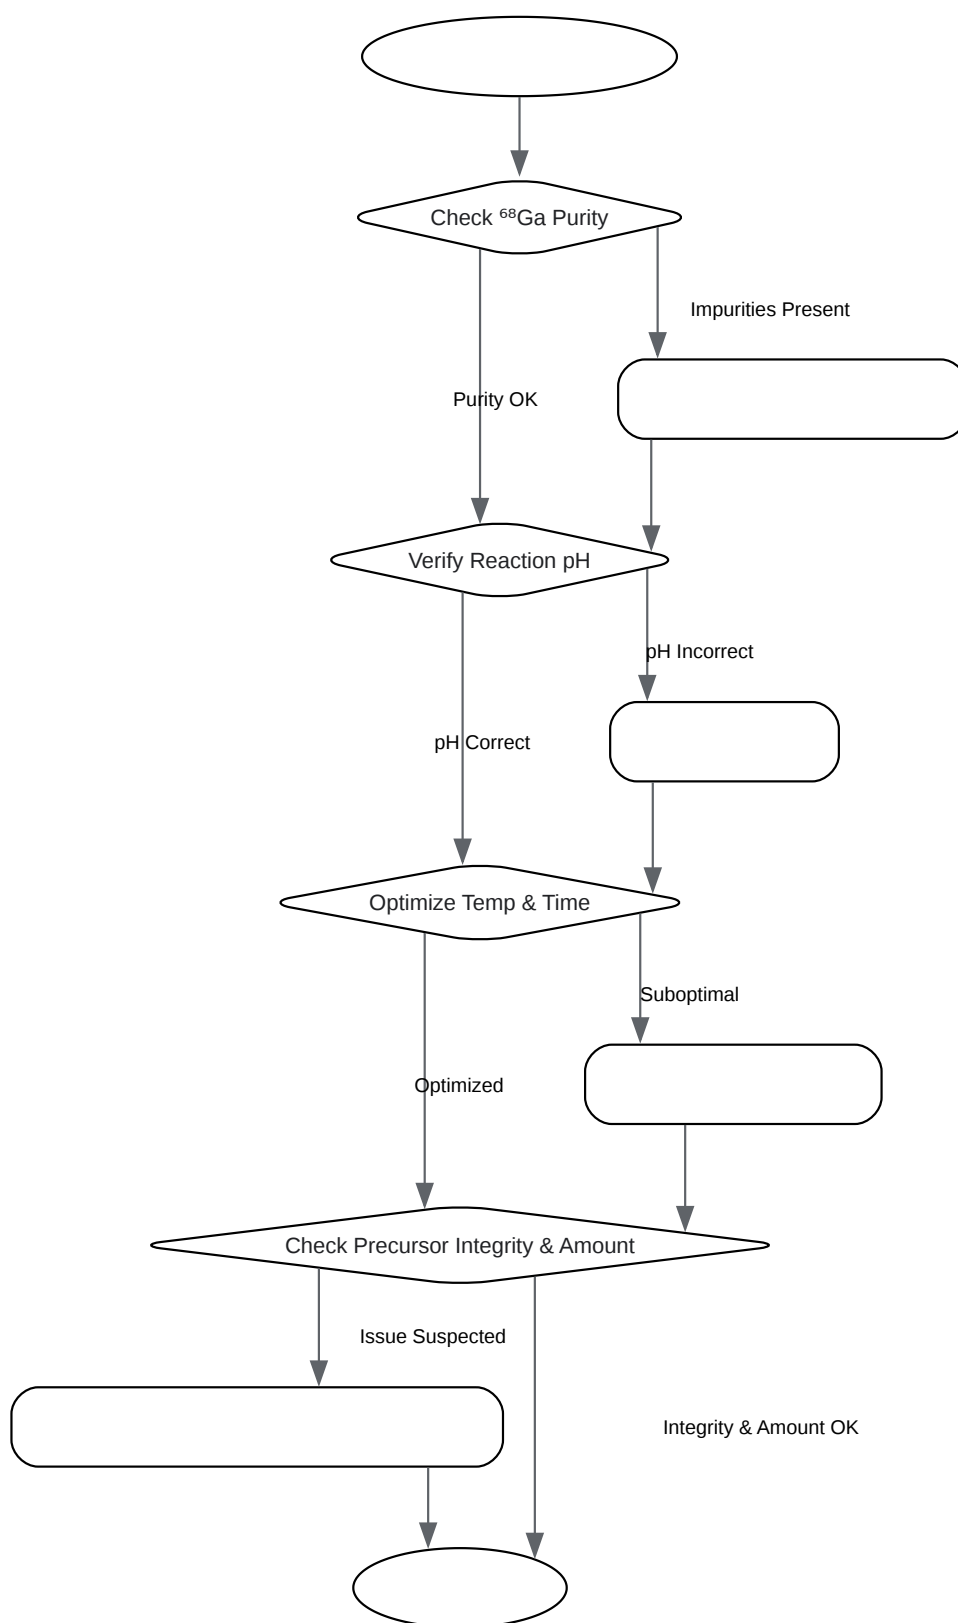 Check ⁶⁸Ga Purity
Impurities Present
Purity OK
Verify Reaction pH
pH Incorrect
pH Correct
Optimize Temp & Time
Suboptimal
Optimized
Check Precursor Integrity & Amount
Issue Suspected
Integrity & Amount OK